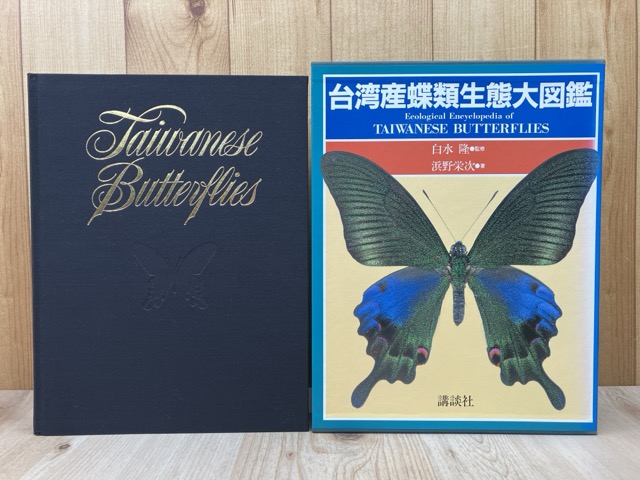 Taiwanese
Butterflies
台湾産蝶類生態大図鑑
Ecological Encyclopedia of
TAIWANESE BUTTERFLIES
白水 隆●監修
浜野栄次●著
講談社